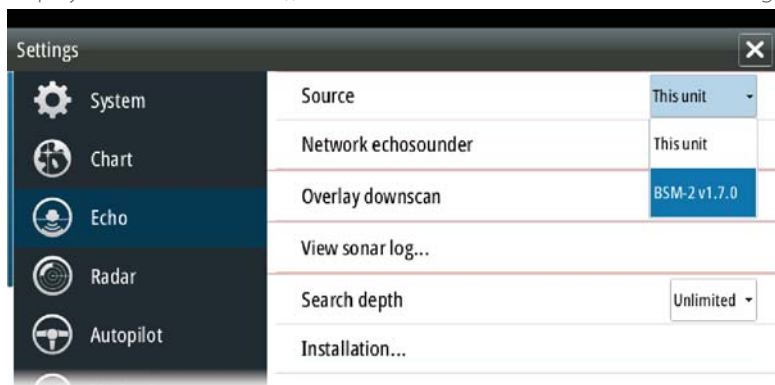 Settings
System
Source
This unit
Chart
Network echosounder
This unit
Overlay downscan
BSM-2 v1.7.0
Echo
View sonar log...
Radar
Search depth
Unlimited
Autopilot
Installation...